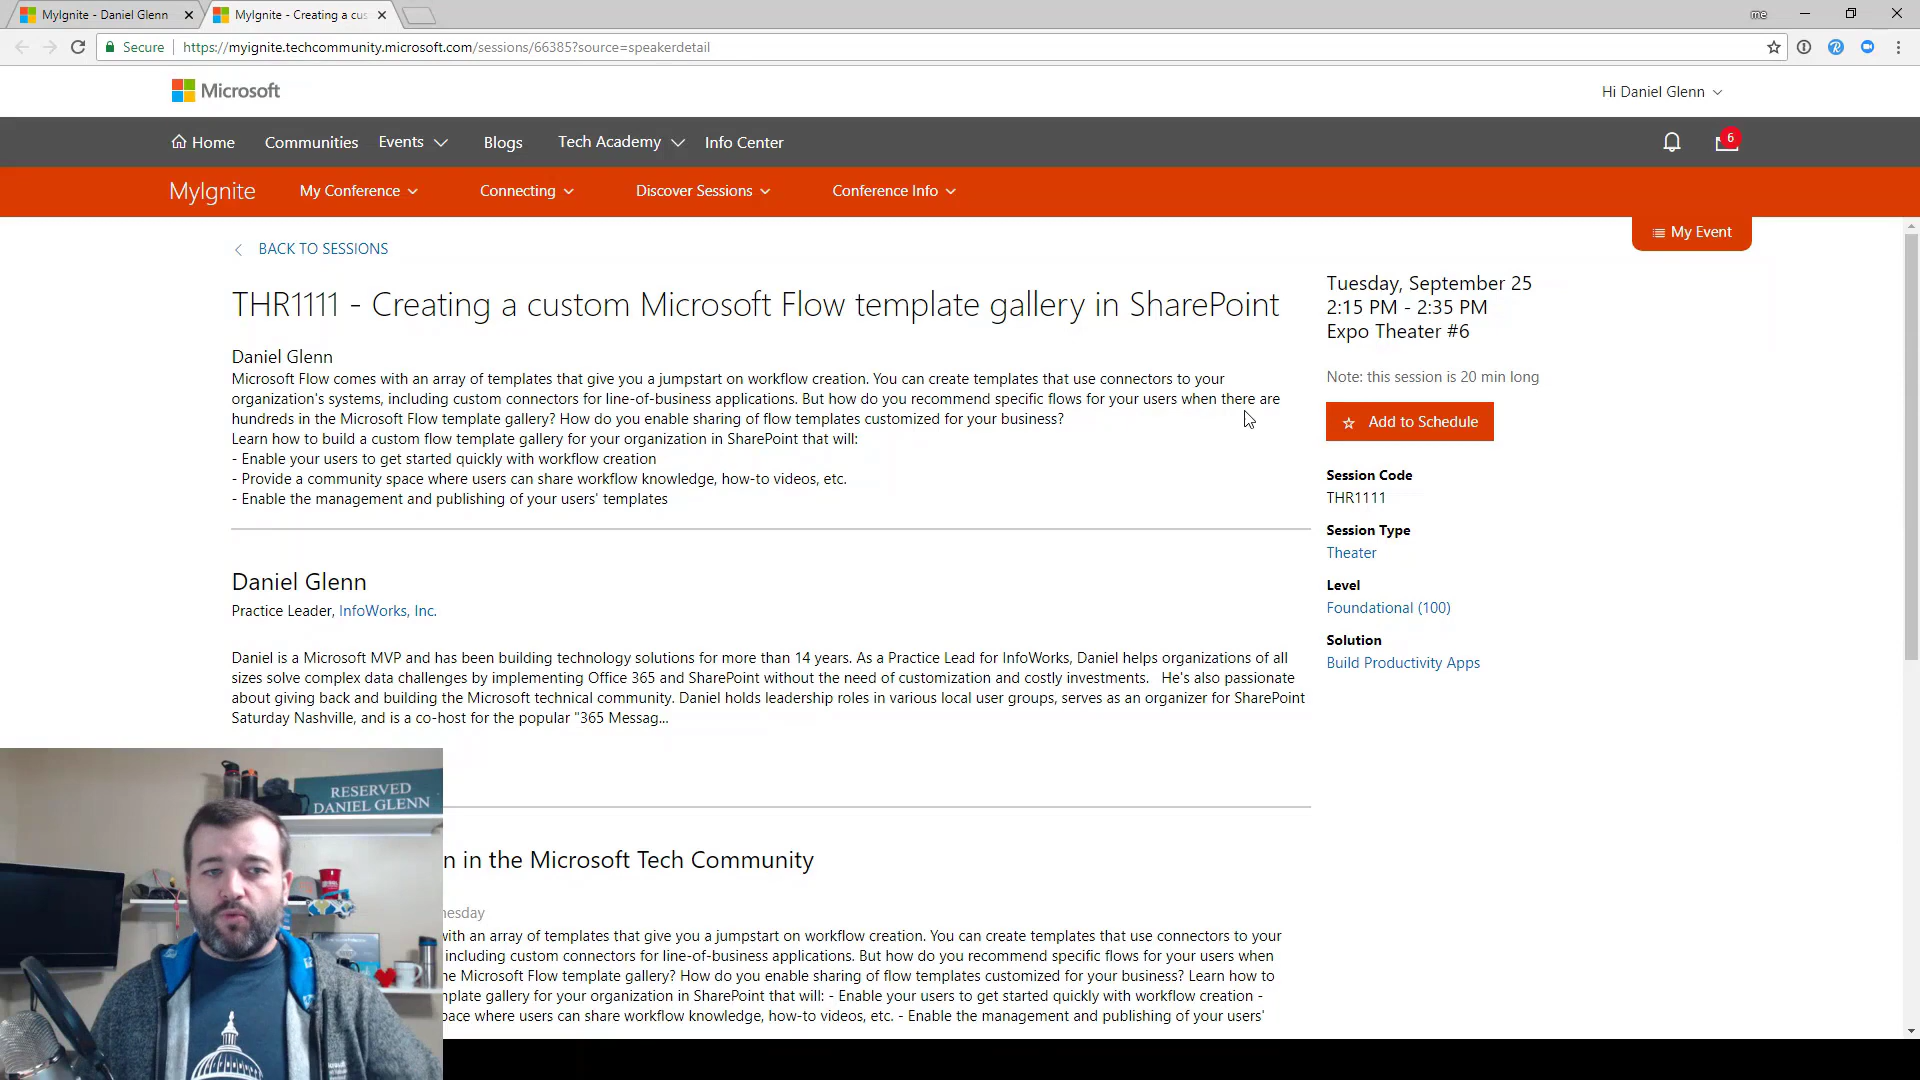 MyIgnite - Daniel Glenn
MyIgnite - Creating a cus
me
Secure
https://myignite.techcommunity.microsoft.com/sessions/66385?source=speakerdetail
Microsoft
Hi Daniel Glenn
Home
Communities
Events
Blogs
Tech Academy
Info Center
6
MyIgnite
My Conference
Connecting
Discover Sessions
Conference Info
My Event
BACK TO SESSIONS
THR1111 - Creating a custom Microsoft Flow template gallery in SharePoint
Daniel Glenn
Microsoft Flow comes with an array of templates that give you a jumpstart on workflow creation. You can create templates that use connectors to your
organization's systems, including custom connectors for line-of-business applications. But how do you recommend specific flows for your users when there are
hundreds in the Microsoft Flow template gallery? How do you enable sharing of flow templates customized for your business?
Learn how to build a custom flow template gallery for your organization in SharePoint that will:
- Enable your users to get started quickly with workflow creation
- Provide a community space where users can share workflow knowledge, how-to videos, etc.
- Enable the management and publishing of your users' templates
Tuesday, September 25
2:15 PM - 2:35 PM
Expo Theater #6
Note: this session is 20 min long
Add to Schedule
Session Code
THR1111
Session Type
Theater
Level
Foundational (100)
Solution
Build Productivity Apps
Daniel Glenn
Practice Leader, InfoWorks, Inc.
Daniel is a Microsoft MVP and has been building technology solutions for more than 14 years. As a Practice Lead for InfoWorks, Daniel helps organizations of all
sizes solve complex data challenges by implementing Office 365 and SharePoint without the need of customization and costly investments. He's also passionate
about giving back and building the Microsoft technical community. Daniel holds leadership roles in various local user groups, serves as an organizer for SharePoint
Saturday Nashville, and is a co-host for the popular "365 Messag...
RESERVED
DANIEL GLENN
n in the Microsoft Tech Community
nesday
with an array of templates that give you a jumpstart on workflow creation. You can create templates that use connectors to your
including custom connectors for line-of-business applications. But how do you recommend specific flows for your users when
he Microsoft Flow template gallery? How do you enable sharing of flow templates customized for your business? Learn how to
nplate gallery for your organization in SharePoint that will: - Enable your users to get started quickly with workflow creation -
pace where users can share workflow knowledge, how-to videos, etc. - Enable the management and publishing of your users'